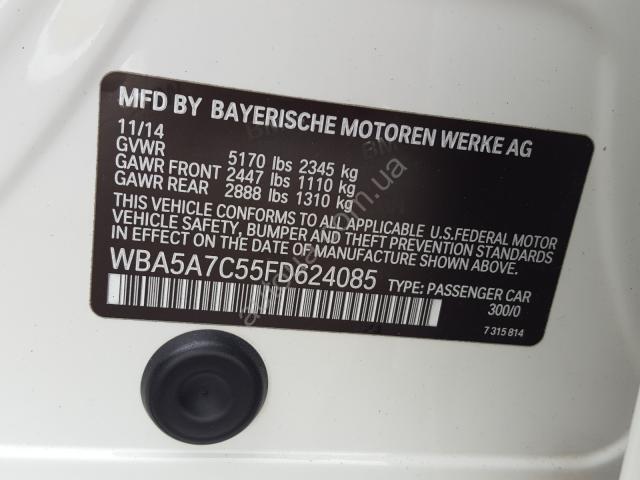 MFD BY BAYERISCHE MOTOREN WERKE AG
11/14
GVWR 5170 lbs 2345 kg
GAWR FRONT 2447 lbs 1110 kg
GAWR REAR 2888 lbs 1310 kg
THIS VEHICLE CONFORMS TO ALL APPLICABLE U.S.FEDERAL MOTOR
VEHICLE SAFETY, BUMPER AND THEFT PREVENTION STANDARDS
IN EFFECT ON THE DATE OF MANUFACTURE SHOWN ABOVE.
WBA5A7C55FD624085 TYPE: PASSENGER CAR
300/0
7 315 814